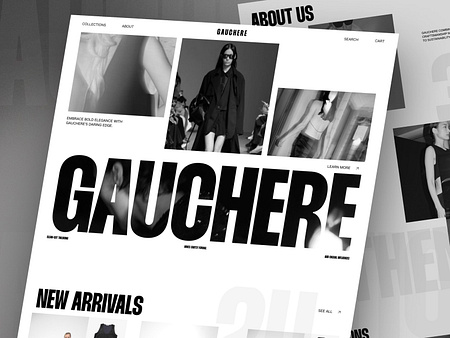 COLLECTIONS
ABOUT
GAUCHERE
SEARCH
CART
EMBRACE BOLD ELEGANCE WITH
GAUCHERE'S DARING EDGE.
LEARN MORE
GAUCHERE
NEW ARRIVALS
SEE ALL
ABOUT US